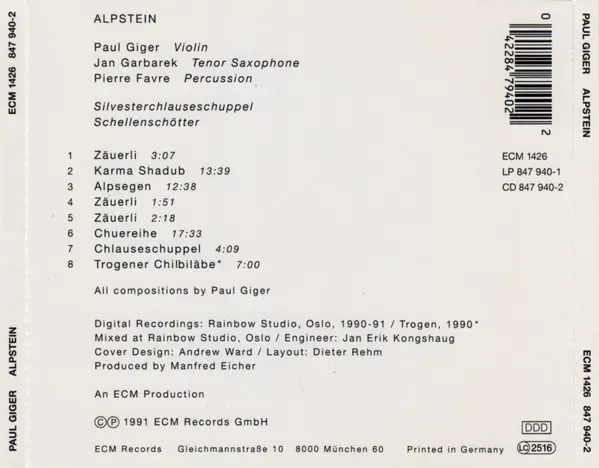 ECM 1426 847 940-2
PAUL GIGER ALPSTEIN ECM
ALPSTEIN
Paul Giger Violin
Jan Garbarek Tenor Saxophone
Pierre Favre Percussion
Silvesterchlauseschuppel
Schellenschötter
1 Zäuerli 3:07
2 Karma Shadub 13:39
3 Alpsegen 12:38
4 Zäuerli 1:51
5 Zäuerli 2:18
6 Chuereihe 17:33
7 Chlauseschuppel 4:09
8 Trogener Chilbiläbe* 7:00
All compositions by Paul Giger
Digital Recordings: Rainbow Studio, Oslo, 1990-91 / Trogen, 1990*
Mixed at Rainbow Studio, Oslo / Engineer: Jan Erik Kongshaug
Cover Design: Andrew Ward / Layout: Dieter Rehm
Produced by Manfred Eicher
An ECM Production
©℗ 1991 ECM Records GmbH
ECM Records Gleichmannstraße 10 8000 München 60 Printed in Germany
0 42284 79402 2
ECM 1426
LP 847 940-1
CD 847 940-2
DDD
LC 2516
PAUL GIGER ALPSTEIN
ECM 1426 847 940-2